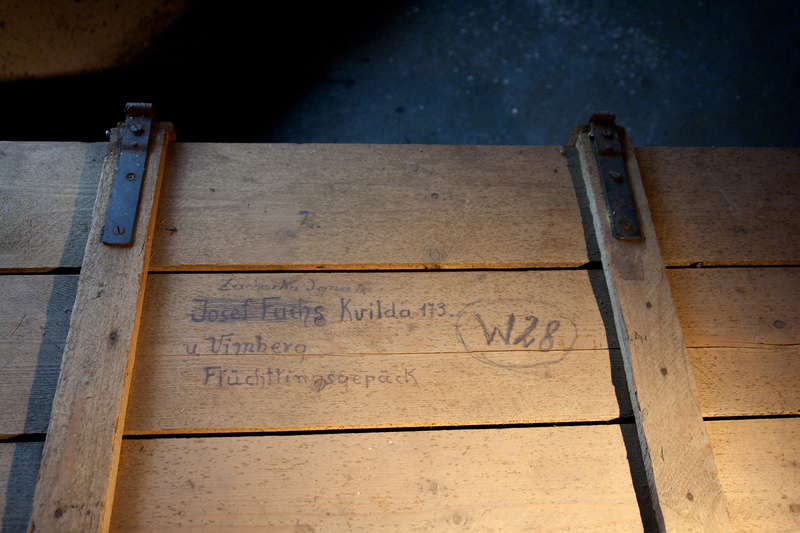 2.
Josef Fuchs Kvilda 173.
W28
u Vimberg
Flüchtlingsgepäck